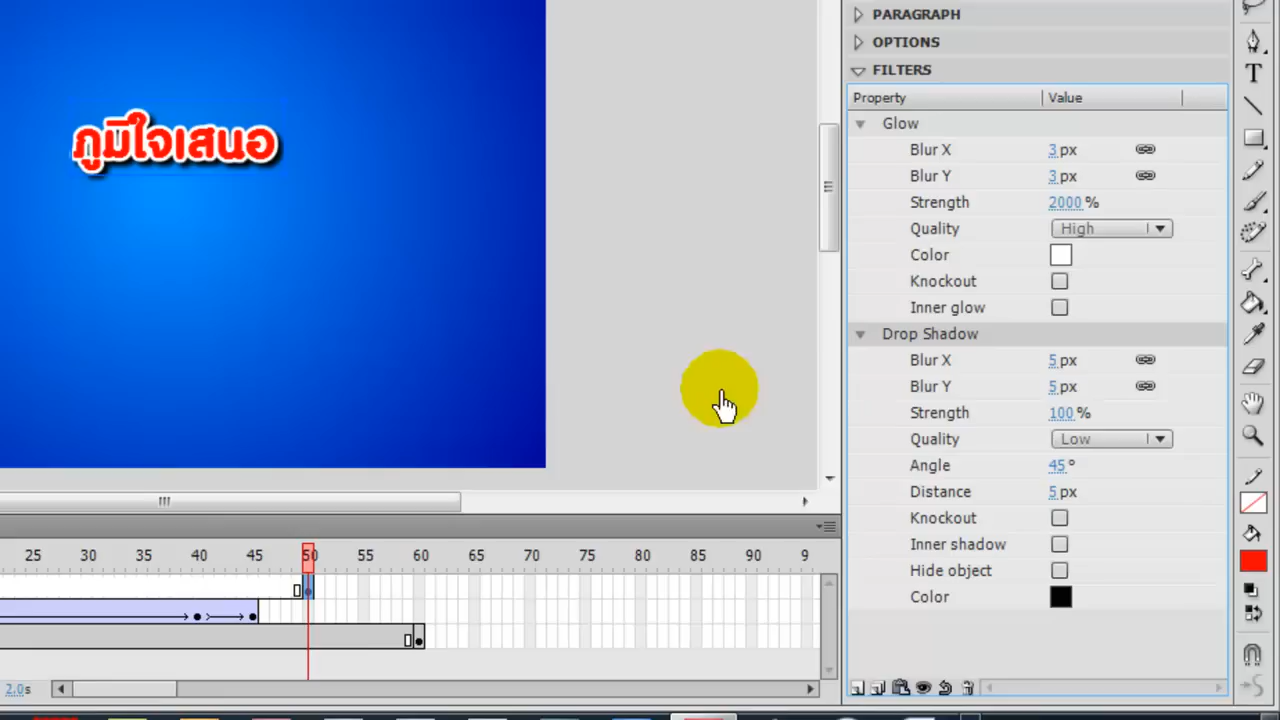 PARAGRAPH
OPTIONS
FILTERS
Property Value
Glow
Blur X 3 px
Blur Y 3 px
Strength 2000 %
Quality High
Color
Knockout
Inner glow
Drop Shadow
Blur X 5 px
Blur Y 5 px
Strength 100 %
Quality Low
Angle 45 °
Distance 5 px
Knockout
Inner shadow
Hide object
Color
ภูมิใจเสนอ
25 30 35 40 45 50 55 60 65 70 75 80 85 90 9
2.0s